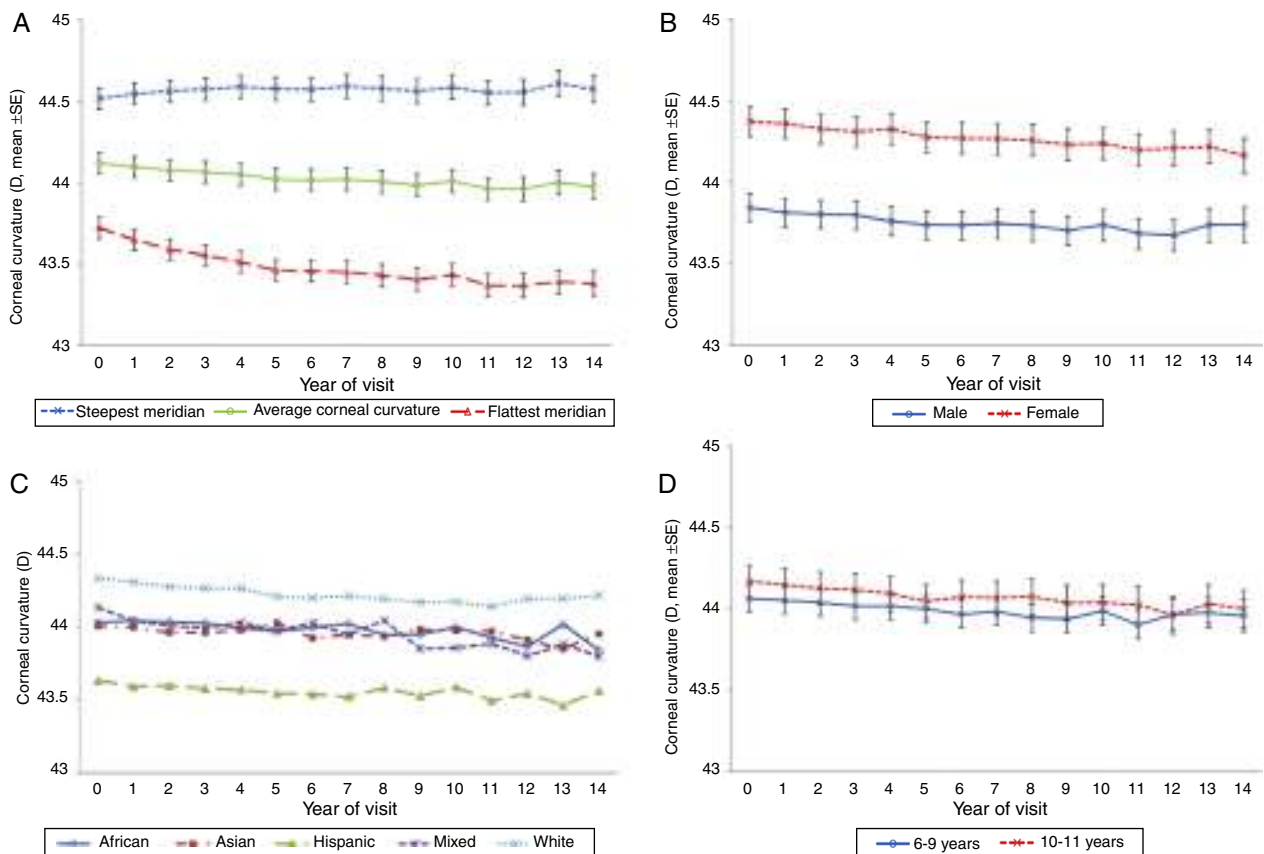 A
Corneal curvature (D, mean ±SE)
45
44.5
44
43.5
43
0 1 2 3 4 5 6 7 8 9 10 11 12 13 14
Year of visit
Steepest meridian Average corneal curvature Flattest meridian
B
Corneal curvature (D, mean ±SE)
45
44.5
44
43.5
43
0 1 2 3 4 5 6 7 8 9 10 11 12 13 14
Year of visit
Male Female
C
Corneal curvature (D)
45
44.5
44
43.5
43
0 1 2 3 4 5 6 7 8 9 10 11 12 13 14
Year of visit
African Asian Hispanic Mixed White
D
Corneal curvature (D, mean ±SE)
45
44.5
44
43.5
43
0 1 2 3 4 5 6 7 8 9 10 11 12 13 14
Year of visit
6-9 years 10-11 years